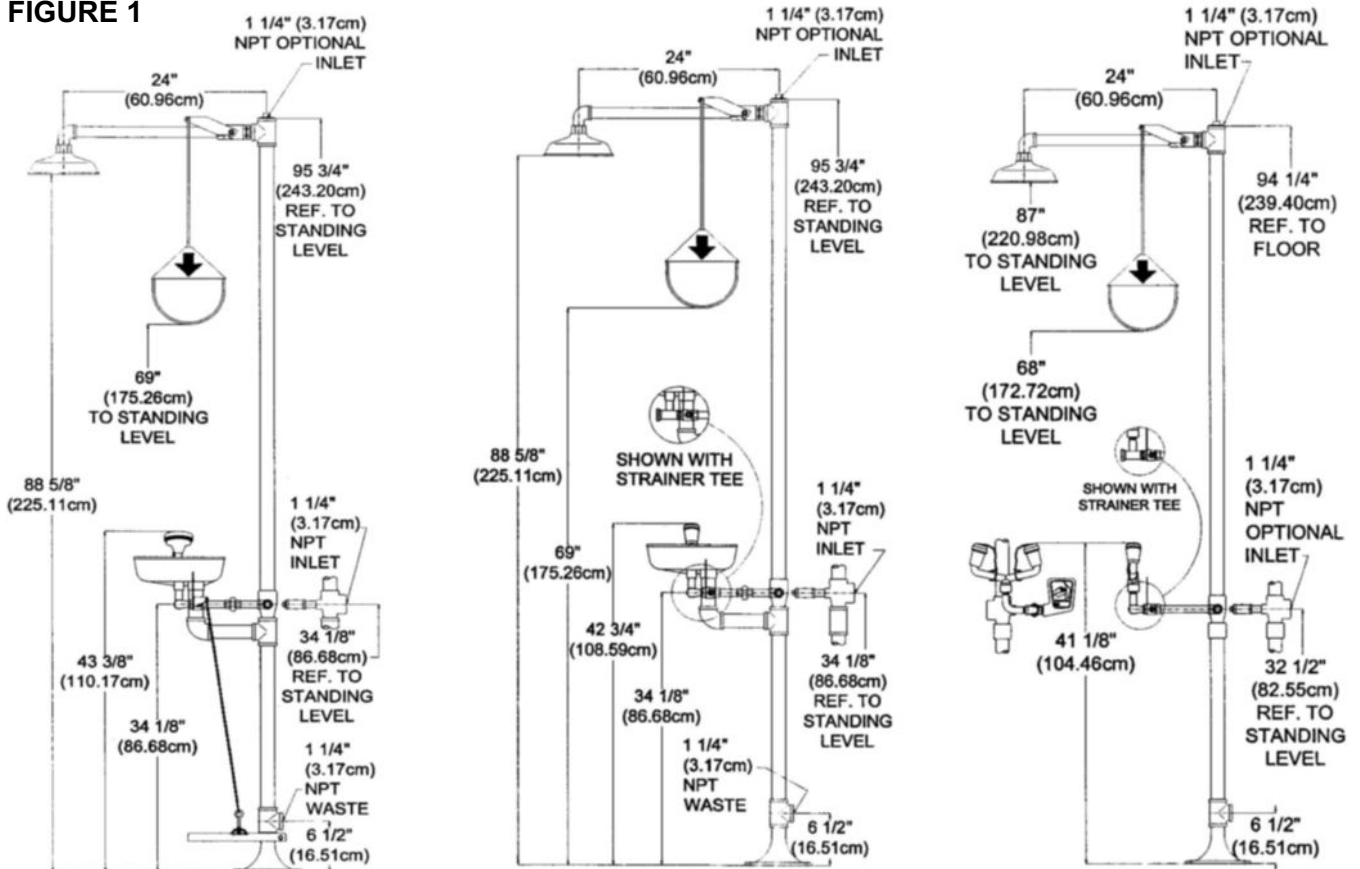 FIGURE 1
1 1/4" (3.17cm)
NPT OPTIONAL
INLET
24"
(60.96cm)
95 3/4"
(243.20cm)
REF. TO
STANDING
LEVEL
69"
(175.26cm)
TO STANDING
LEVEL
88 5/8"
(225.11cm)
1 1/4"
(3.17cm)
NPT
INLET
43 3/8"
(110.17cm)
34 1/8"
(86.68cm)
34 1/8"
(86.68cm)
REF. TO
STANDING
LEVEL
1 1/4"
(3.17cm)
NPT
WASTE
6 1/2"
(16.51cm)
1 1/4" (3.17cm)
NPT OPTIONAL
INLET
24"
(60.96cm)
95 3/4"
(243.20cm)
REF. TO
STANDING
LEVEL
SHOWN WITH
STRAINER TEE
88 5/8"
(225.11cm)
69"
(175.26cm)
1 1/4"
(3.17cm)
NPT
INLET
42 3/4"
(108.59cm)
34 1/8"
(86.68cm)
34 1/8"
(86.68cm)
REF. TO
STANDING
LEVEL
1 1/4"
(3.17cm)
NPT
WASTE
6 1/2"
(16.51cm)
1 1/4" (3.17cm)
NPT OPTIONAL
INLET
24"
(60.96cm)
94 1/4"
(239.40cm)
REF. TO
FLOOR
87"
(220.98cm)
TO STANDING
LEVEL
68"
(172.72cm)
TO STANDING
LEVEL
SHOWN WITH
STRAINER TEE
1 1/4"
(3.17cm)
NPT
OPTIONAL
INLET
41 1/8"
(104.46cm)
32 1/2"
(82.55cm)
REF. TO
STANDING
LEVEL
6 1/2"
(16.51cm)